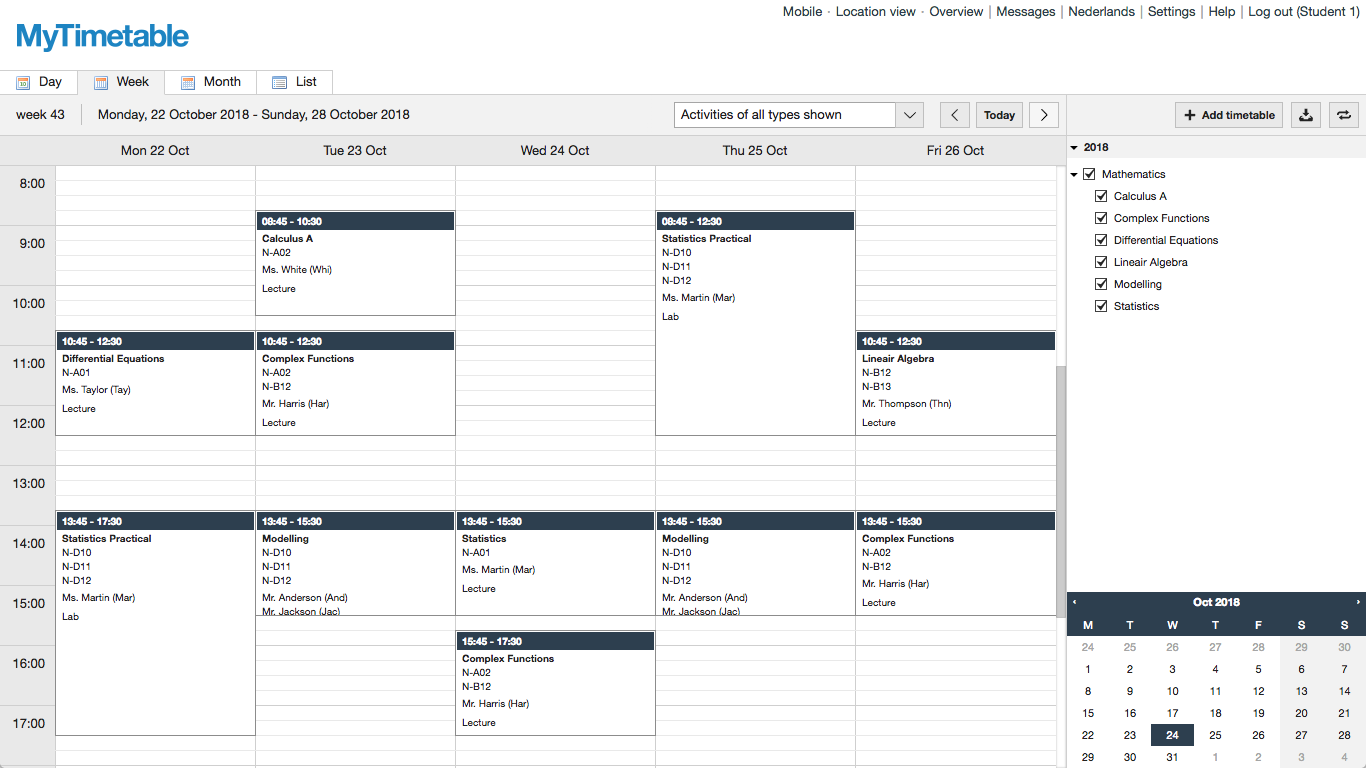 Mobile - Location view - Overview | Messages | Nederlands | Settings | Help | Log out (Student 1)
MyTimetable
Day Week Month List
week 43 Monday, 22 October 2018 - Sunday, 28 October 2018 Activities of all types shown Today Add timetable
Mon 22 Oct Tue 23 Oct Wed 24 Oct Thu 25 Oct Fri 26 Oct
8:00
9:00
10:00
11:00
12:00
13:00
14:00
15:00
16:00
17:00
10:45 - 12:30
Differential Equations
N-A01
Ms. Taylor (Tay)
Lecture
13:45 - 17:30
Statistics Practical
N-D10
N-D11
N-D12
Ms. Martin (Mar)
Lab
08:45 - 10:30
Calculus A
N-A02
Ms. White (Whi)
Lecture
10:45 - 12:30
Complex Functions
N-A02
N-B12
Mr. Harris (Har)
Lecture
13:45 - 15:30
Modelling
N-D10
N-D11
N-D12
Mr. Anderson (And)
Mr. Jackson (Jac)
13:45 - 15:30
Statistics
N-A01
Ms. Martin (Mar)
Lecture
15:45 - 17:30
Complex Functions
N-A02
N-B12
Mr. Harris (Har)
Lecture
08:45 - 12:30
Statistics Practical
N-D10
N-D11
N-D12
Ms. Martin (Mar)
Lab
13:45 - 15:30
Modelling
N-D10
N-D11
N-D12
Mr. Anderson (And)
Mr. Jackson (Jac)
10:45 - 12:30
Lineair Algebra
N-B12
N-B13
Mr. Thompson (Thn)
Lecture
13:45 - 15:30
Complex Functions
N-A02
N-B12
Mr. Harris (Har)
Lecture
2018
Mathematics
Calculus A
Complex Functions
Differential Equations
Lineair Algebra
Modelling
Statistics
Oct 2018
M T W T F S S
24 25 26 27 28 29 30
1 2 3 4 5 6 7
8 9 10 11 12 13 14
15 16 17 18 19 20 21
22 23 24 25 26 27 28
29 30 31 1 2 3 4